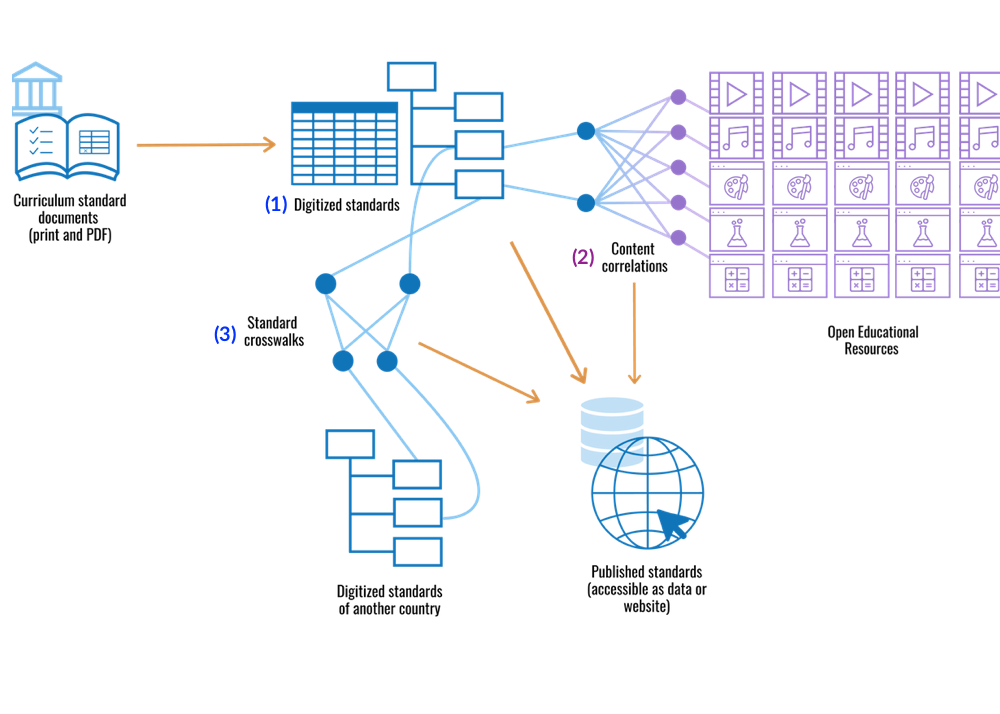 Curriculum standard
documents
(print and PDF)
(1) Digitized standards
(2) Content
correlations
Open Educational
Resources
(3) Standard
crosswalks
Digitized standards
of another country
Published standards
(accessible as data or
website)